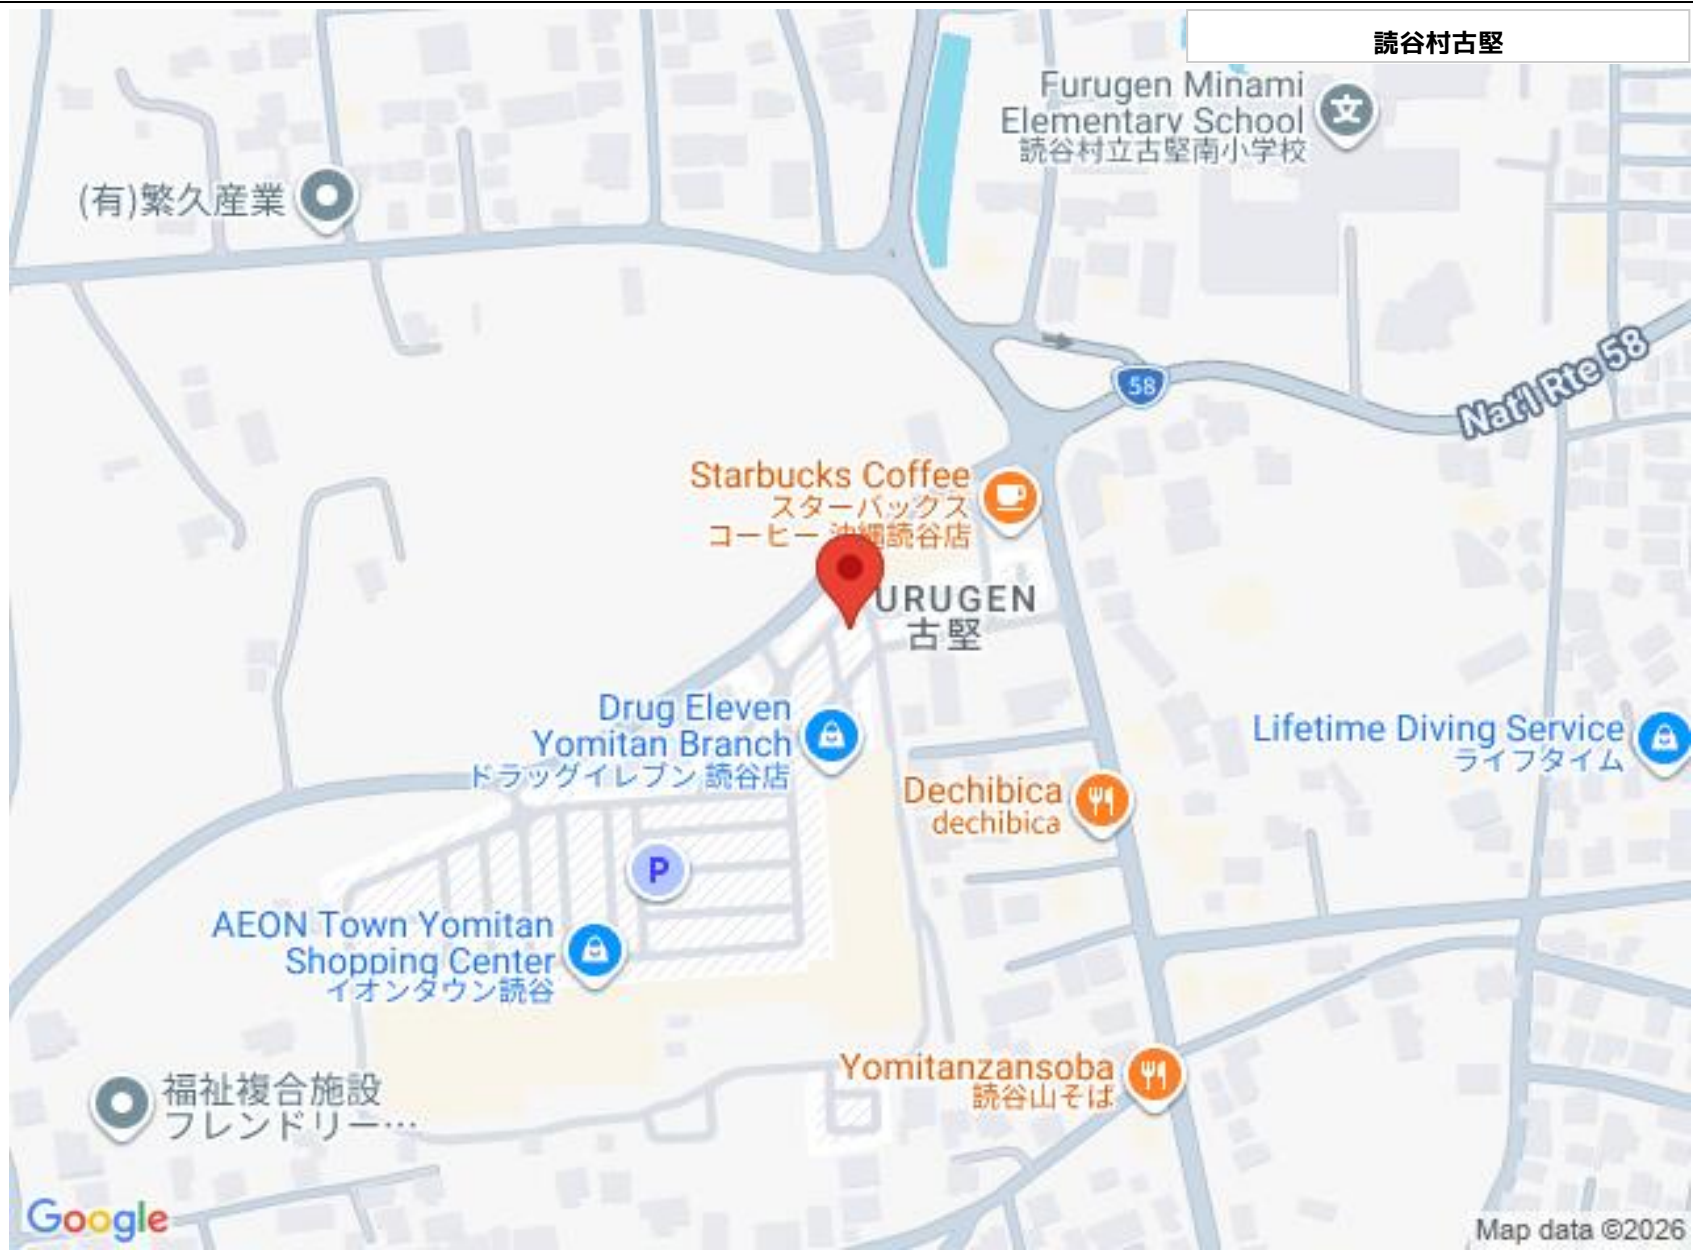 読谷村古堅
Furugen Minami
Elementary School
読谷村立古堅南小学校
(有)繁久産業
58
Nat'l Rte 58
Starbucks Coffee
スターバックス
コーヒー 沖縄読谷店
URUGEN
古堅
Drug Eleven
Yomitan Branch
ドラッグイレブン 読谷店
Lifetime Diving Service
ライフタイム
Dechibica
dechibica
P
AEON Town Yomitan
Shopping Center
イオンタウン読谷
Yomitanzansoba
読谷山そば
福祉複合施設
フレンドリー…
Google
Map data ©2026